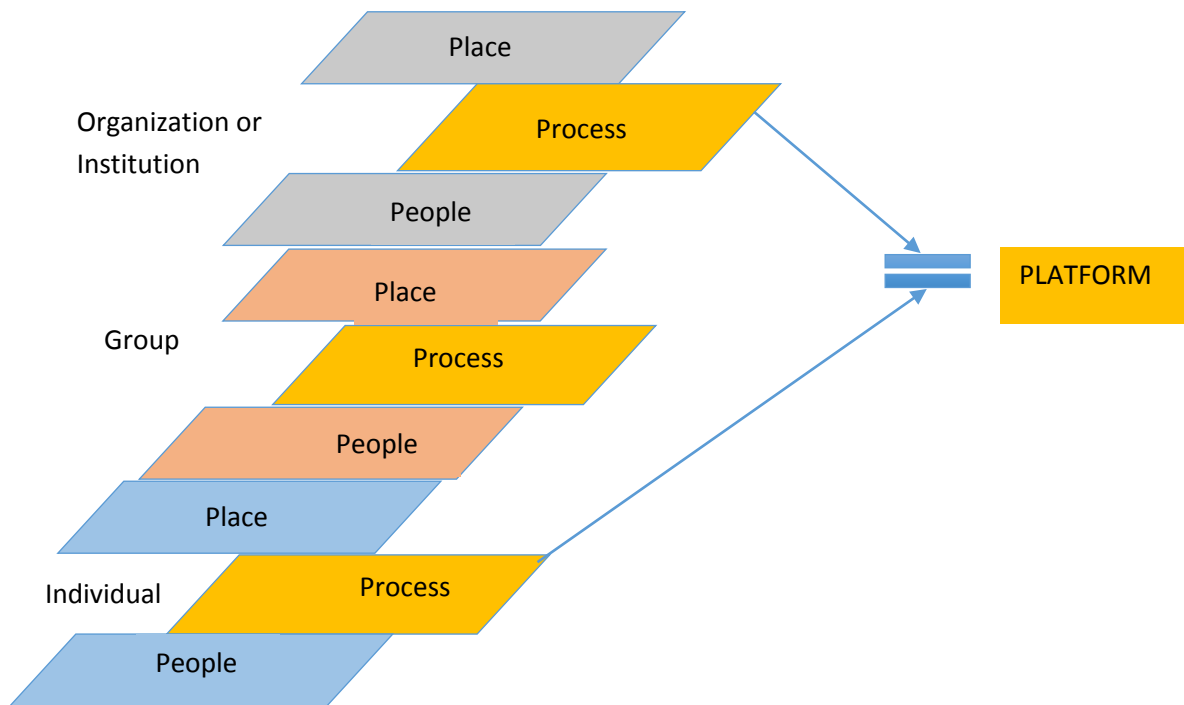 Place
Organization or
Institution
Process
People
Place
PLATFORM
Group
Process
People
Place
Individual
Process
People